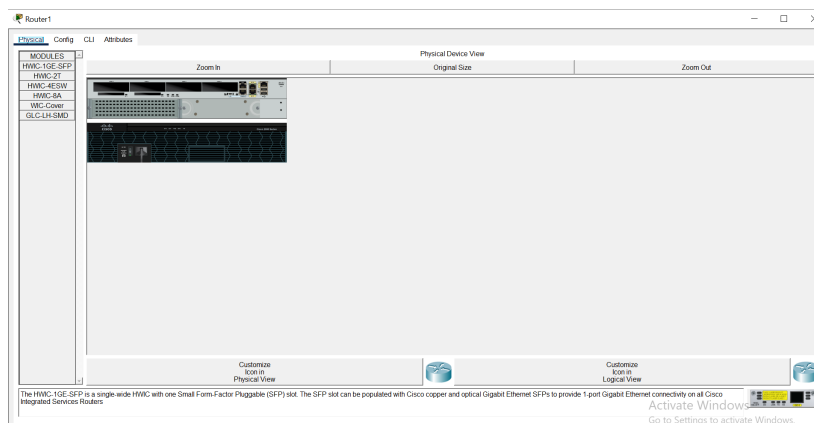 Router1
Physical Config CLI Attributes
MODULES
HWIC-1GE-SFP
HWIC-2T
HWIC-4ESW
HWIC-8A
WIC-Cover
GLC-LH-SMD
Physical Device View
Zoom In Original Size Zoom Out
Customize
Icon in
Physical View
Customize
Icon in
Logical View
The HWIC-1GE-SFP is a single-wide HWIC with one Small Form-Factor Pluggable (SFP) slot. The SFP slot can be populated with Cisco copper and optical Gigabit Ethernet SFPs to provide 1-port Gigabit Ethernet connectivity on all Cisco
Integrated Services Routers
Activate Windows
Go to Settings to activate Windows.